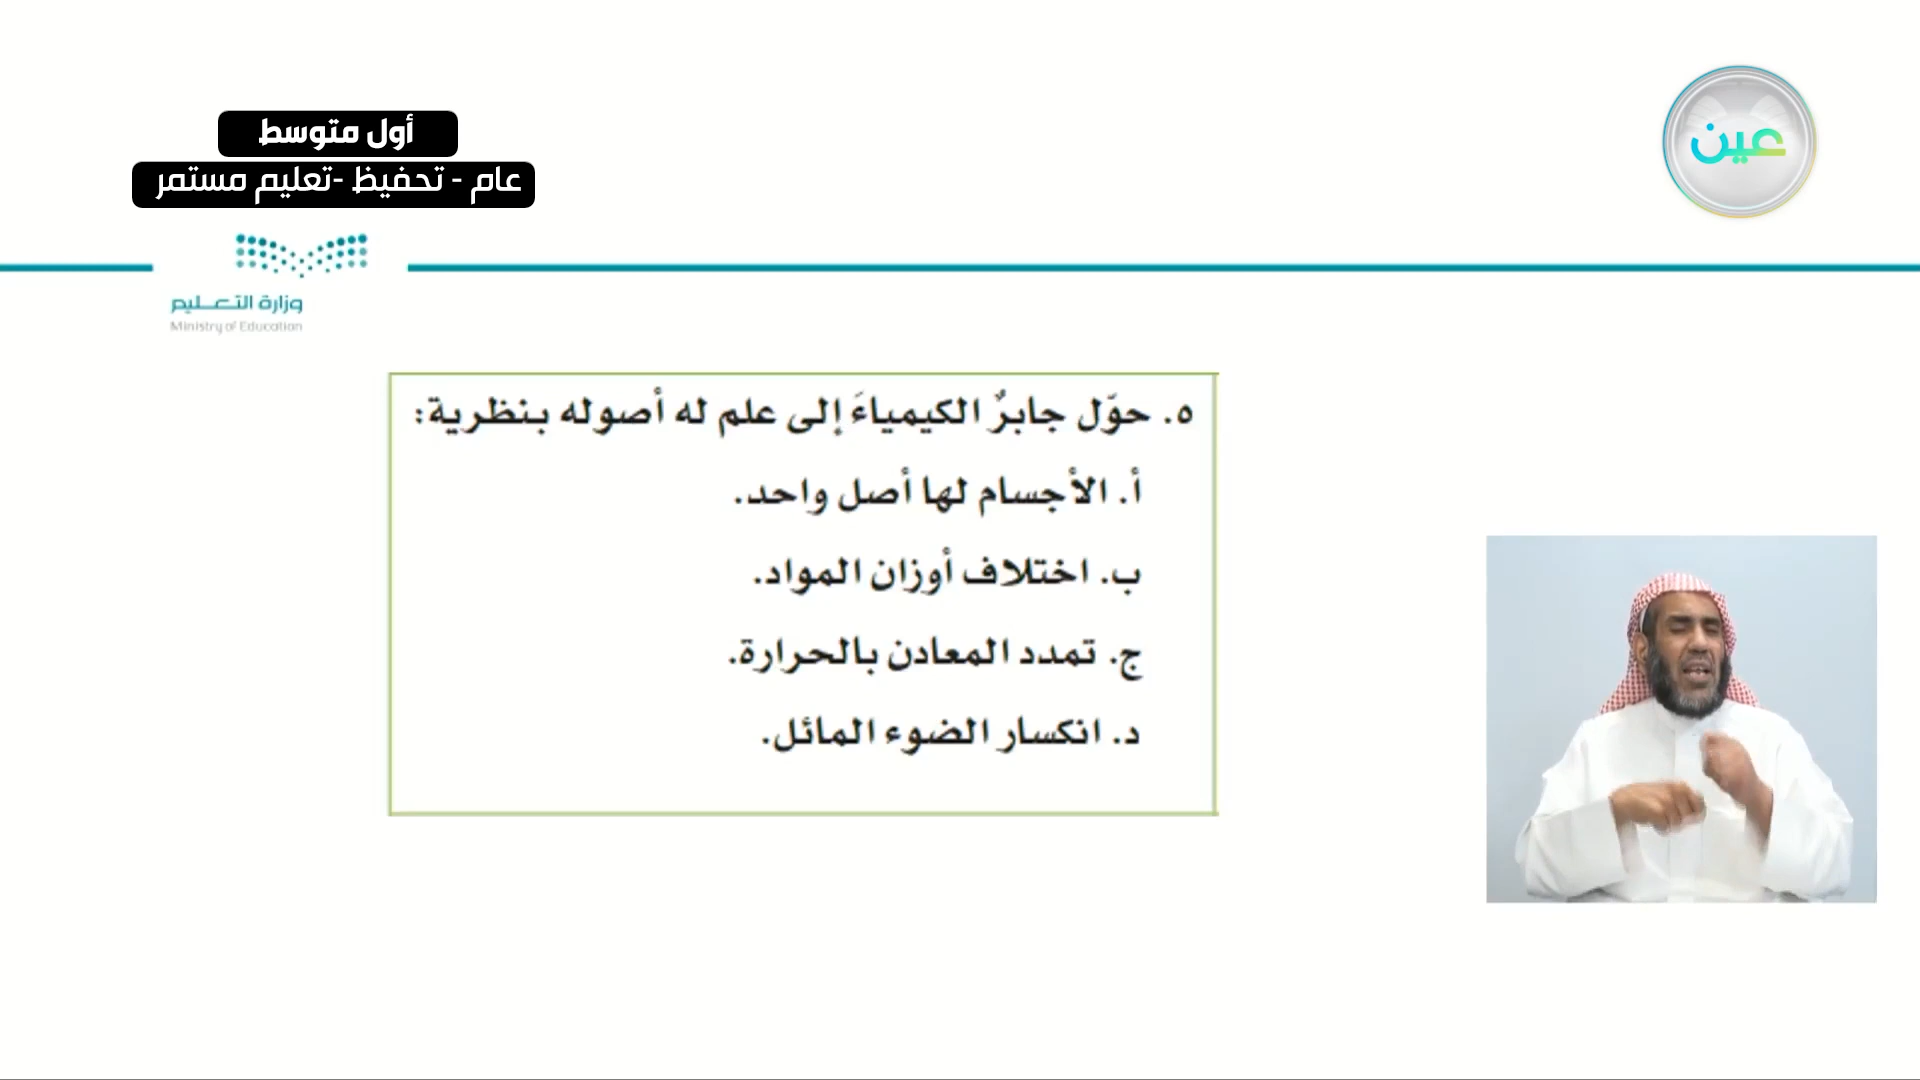 أول متوسط
عام - تحفيظ -تعليم مستمر
عين
وزارة التعليم
Ministry of Education
٥. حوّل جابرٌ الكيمياءَ إلى علم له أصوله بنظرية:
أ. الأجسام لها أصل واحد.
ب. اختلاف أوزان المواد.
ج. تمدد المعادن بالحرارة.
د. انكسار الضوء المائل.